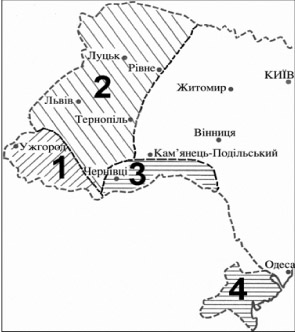 Луцьк
2
Рівне
КИЇВ
Житомир
Львів
Тернопіль
Вінниця
Ужгород
1
Кам'янець-Подільський
3
Чернівці
Одеса
4